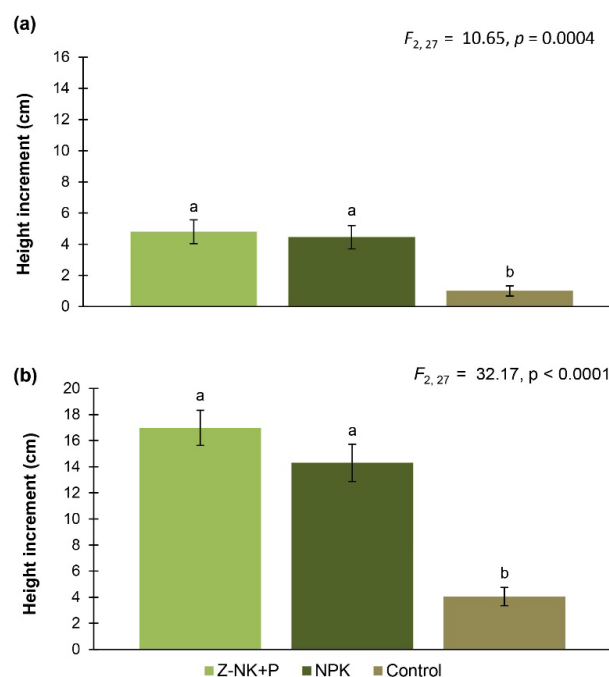 (a)
F2, 27 = 10.65, p = 0.0004
Height increment (cm)
16
14
12
10
8
6
4
2
0
a
a
b
(b)
F2, 27 = 32.17, p < 0.0001
Height increment (cm)
20
18
16
14
12
10
8
6
4
2
0
a
a
b
Z-NK+P NPK Control